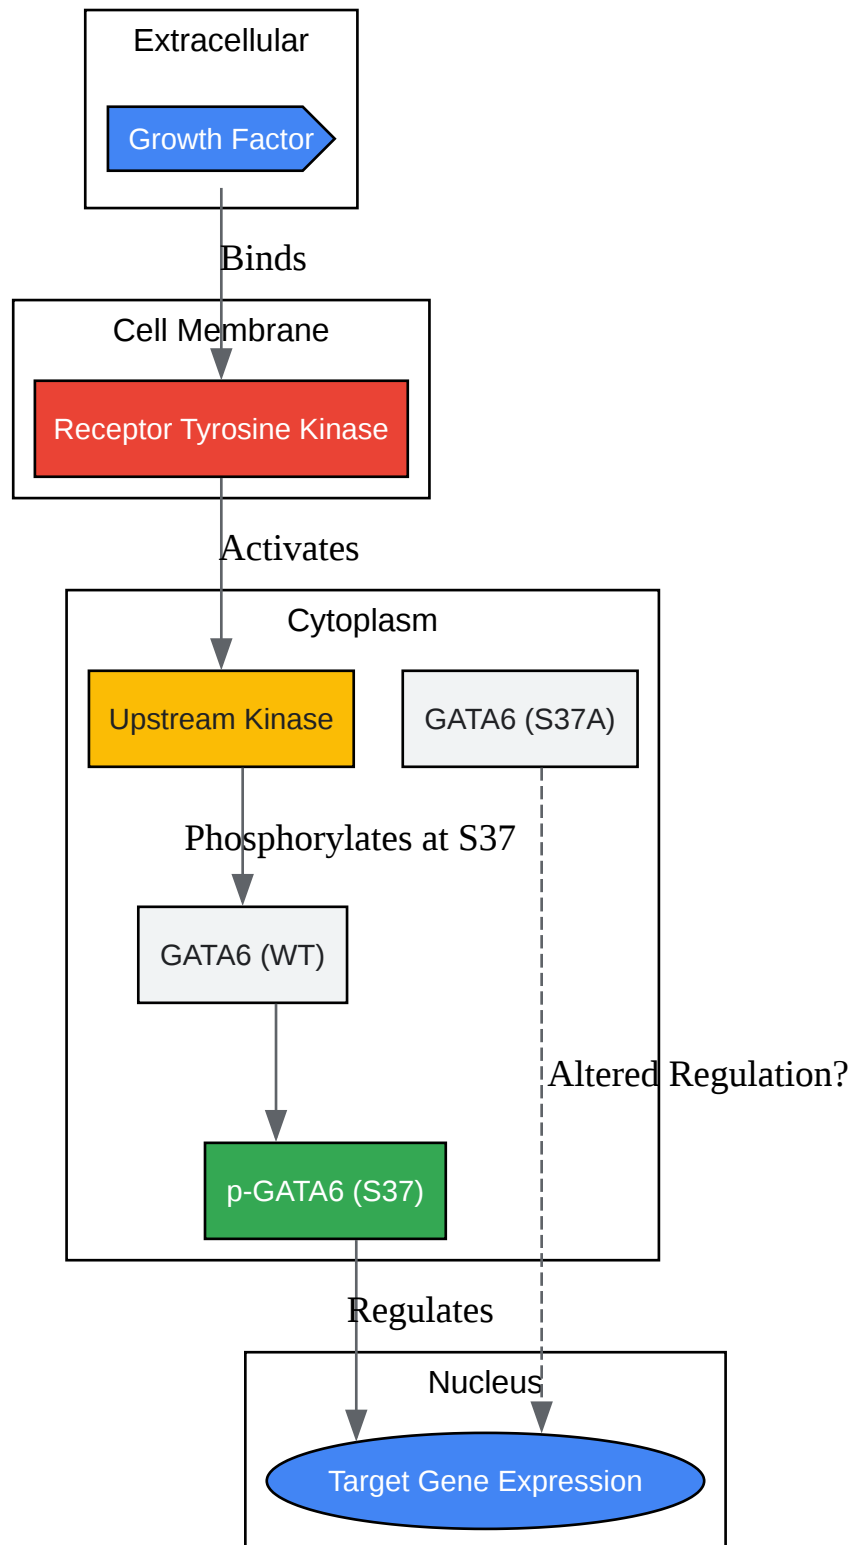 Extracellular
Growth Factor
Binds
Cell Membrane
Receptor Tyrosine Kinase
Activates
Cytoplasm
Upstream Kinase
GATA6 (S37A)
Phosphorylates at S37
GATA6 (WT)
Altered Regulation?
p-GATA6 (S37)
Regulates
Nucleus
Target Gene Expression